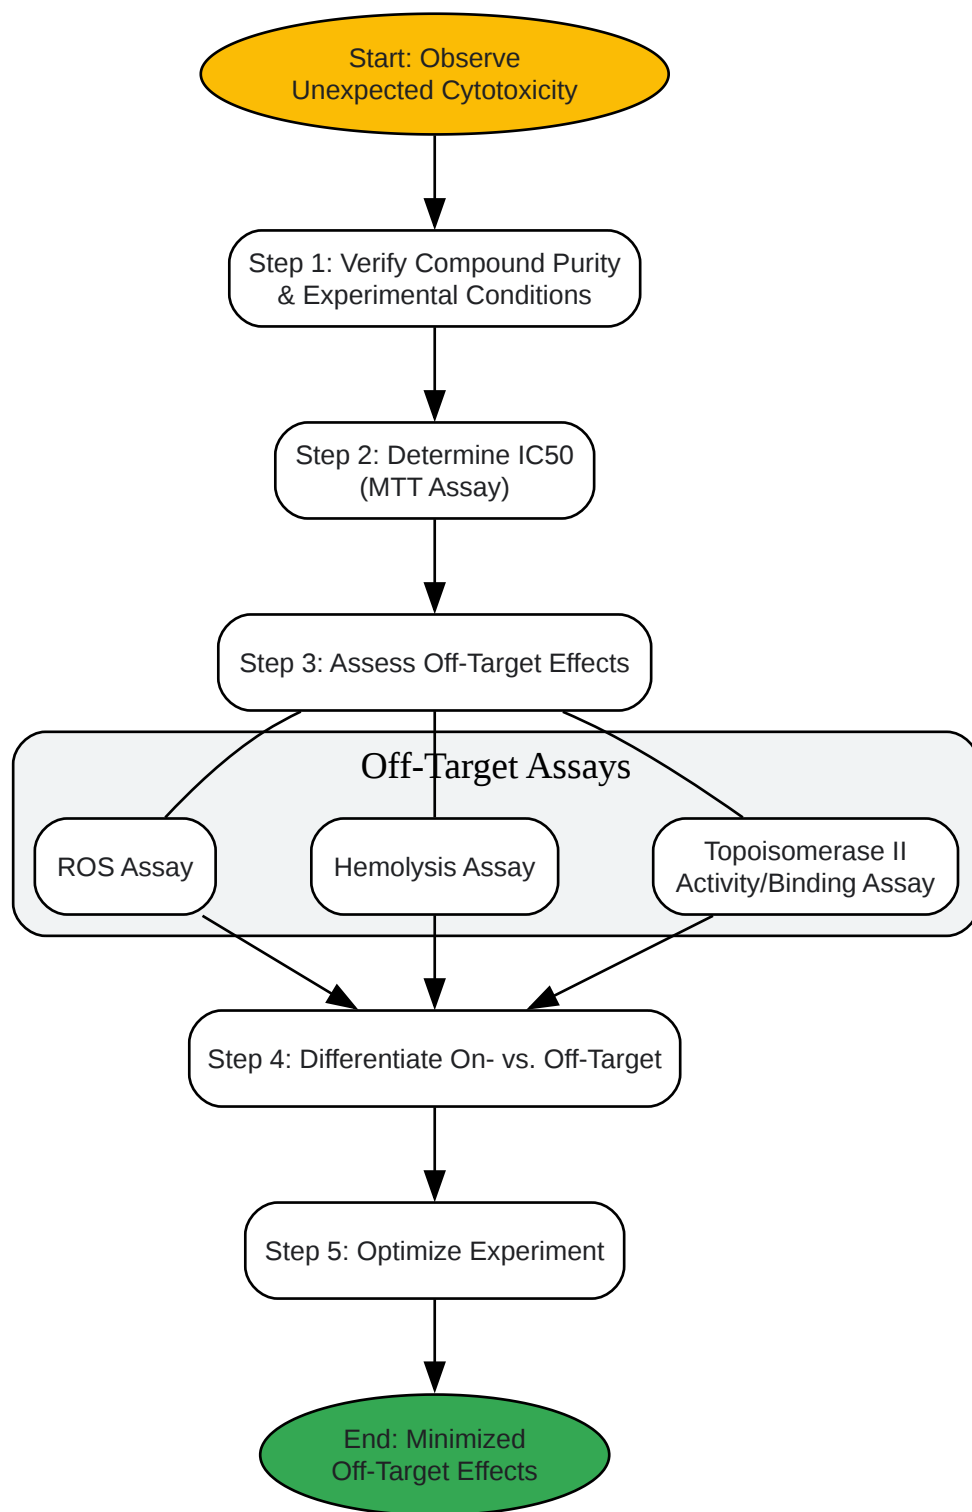 Start: Observe
Unexpected Cytotoxicity
Step 1: Verify Compound Purity
& Experimental Conditions
Step 2: Determine IC50
(MTT Assay)
Step 3: Assess Off-Target Effects
Off-Target Assays
ROS Assay
Hemolysis Assay
Topoisomerase II
Activity/Binding Assay
Step 4: Differentiate On- vs. Off-Target
Step 5: Optimize Experiment
End: Minimized
Off-Target Effects